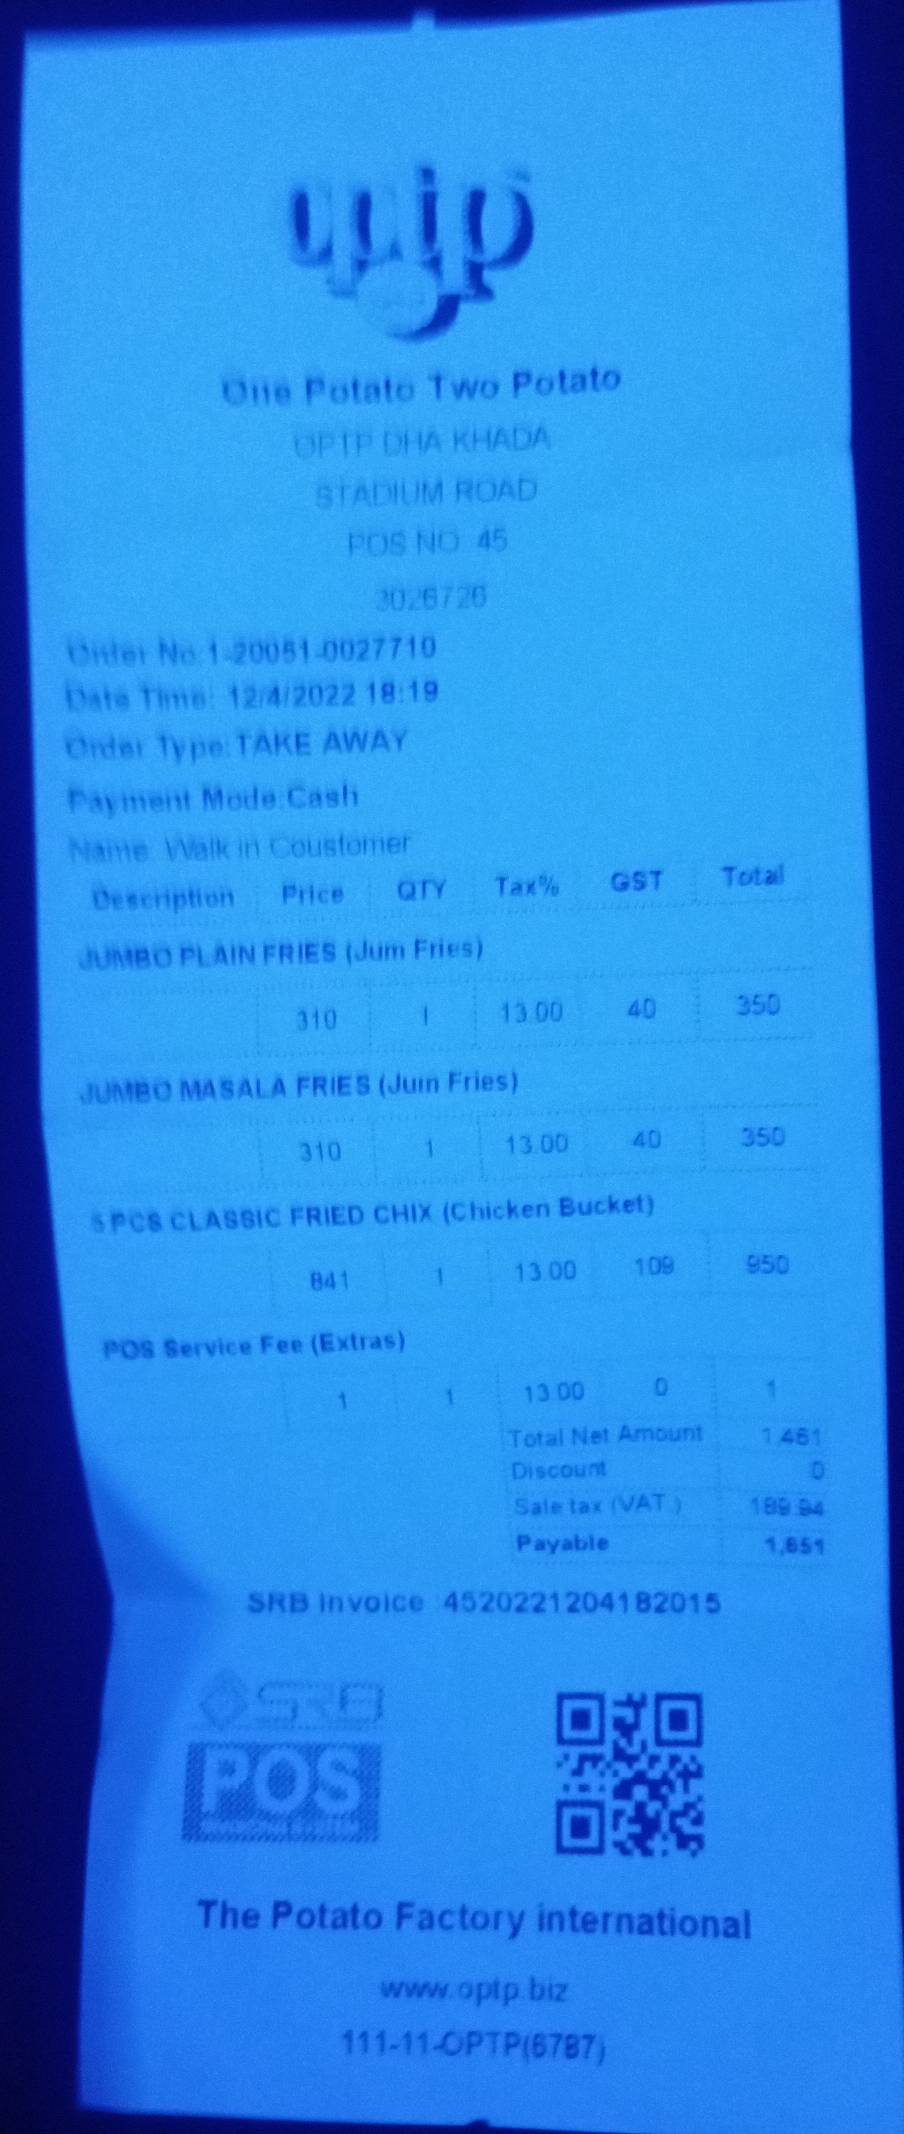 optp
One Potato Two Potato
OPTP DHA KHADA
STADIUM ROAD
POS NO 45
3026726
Order No:1-20051-0027710
Date Time: 12/4/2022 18:19
Order Type:TAKE AWAY
Payment Mode:Cash
Name: Walk in Coustomer
Description Price QTY Tax% GST Total
JUMBO PLAIN FRIES (Jum Fries)
310 1 13.00 40 350
JUMBO MASALA FRIES (Jum Fries)
310 1 13.00 40 350
5 PCS CLASSIC FRIED CHIX (Chicken Bucket)
841 1 13.00 109 950
POS Service Fee (Extras)
1 1 13.00 0 1
Total Net Amount 1,461
Discount 0
Sale tax (VAT ) 189.94
Payable 1,651
SRB Invoice 4520221204182015
SRB
POS
The Potato Factory international
www.optp.biz
111-11-OPTP(6787)